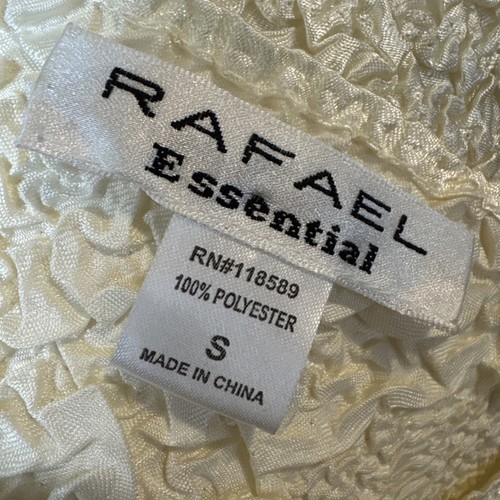 RAFAEL
Essential
RN#118589
100% POLYESTER
S
MADE IN CHINA